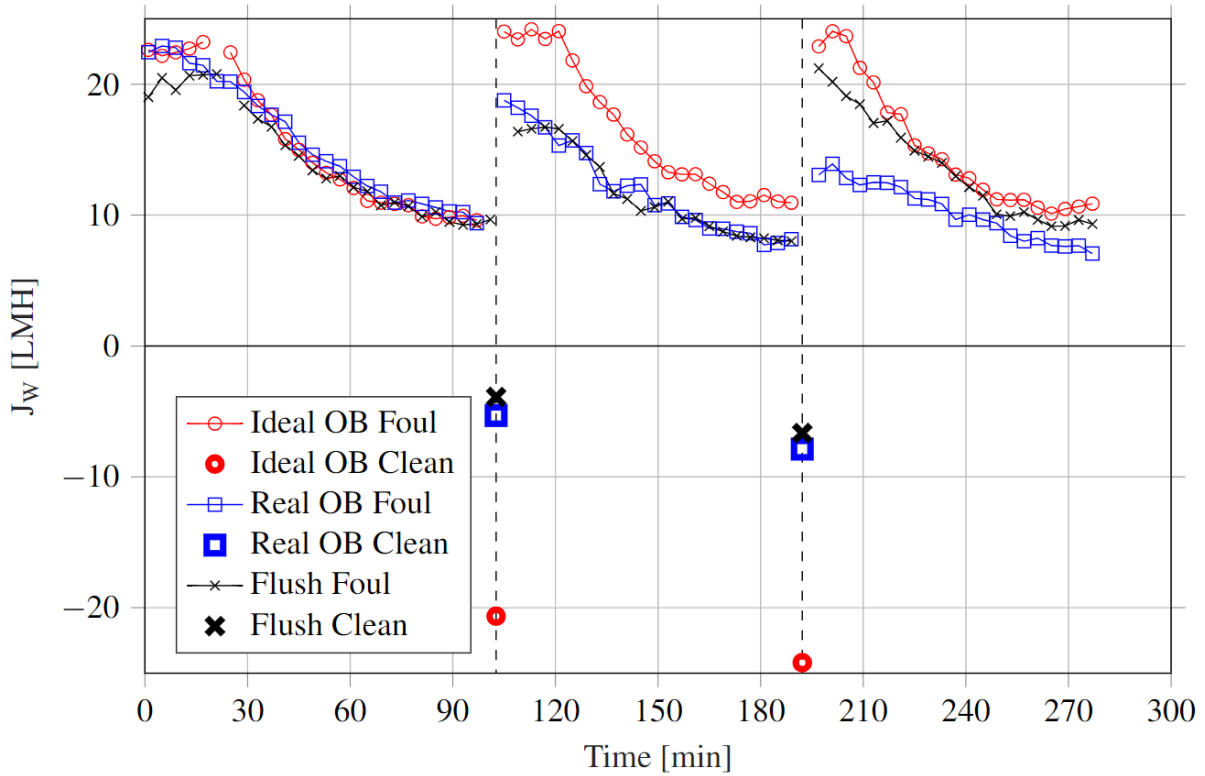 20
10
0
−10
−20
J_W [LMH]
Ideal OB Foul
Ideal OB Clean
Real OB Foul
Real OB Clean
Flush Foul
Flush Clean
0 30 60 90 120 150 180 210 240 270 300
Time [min]